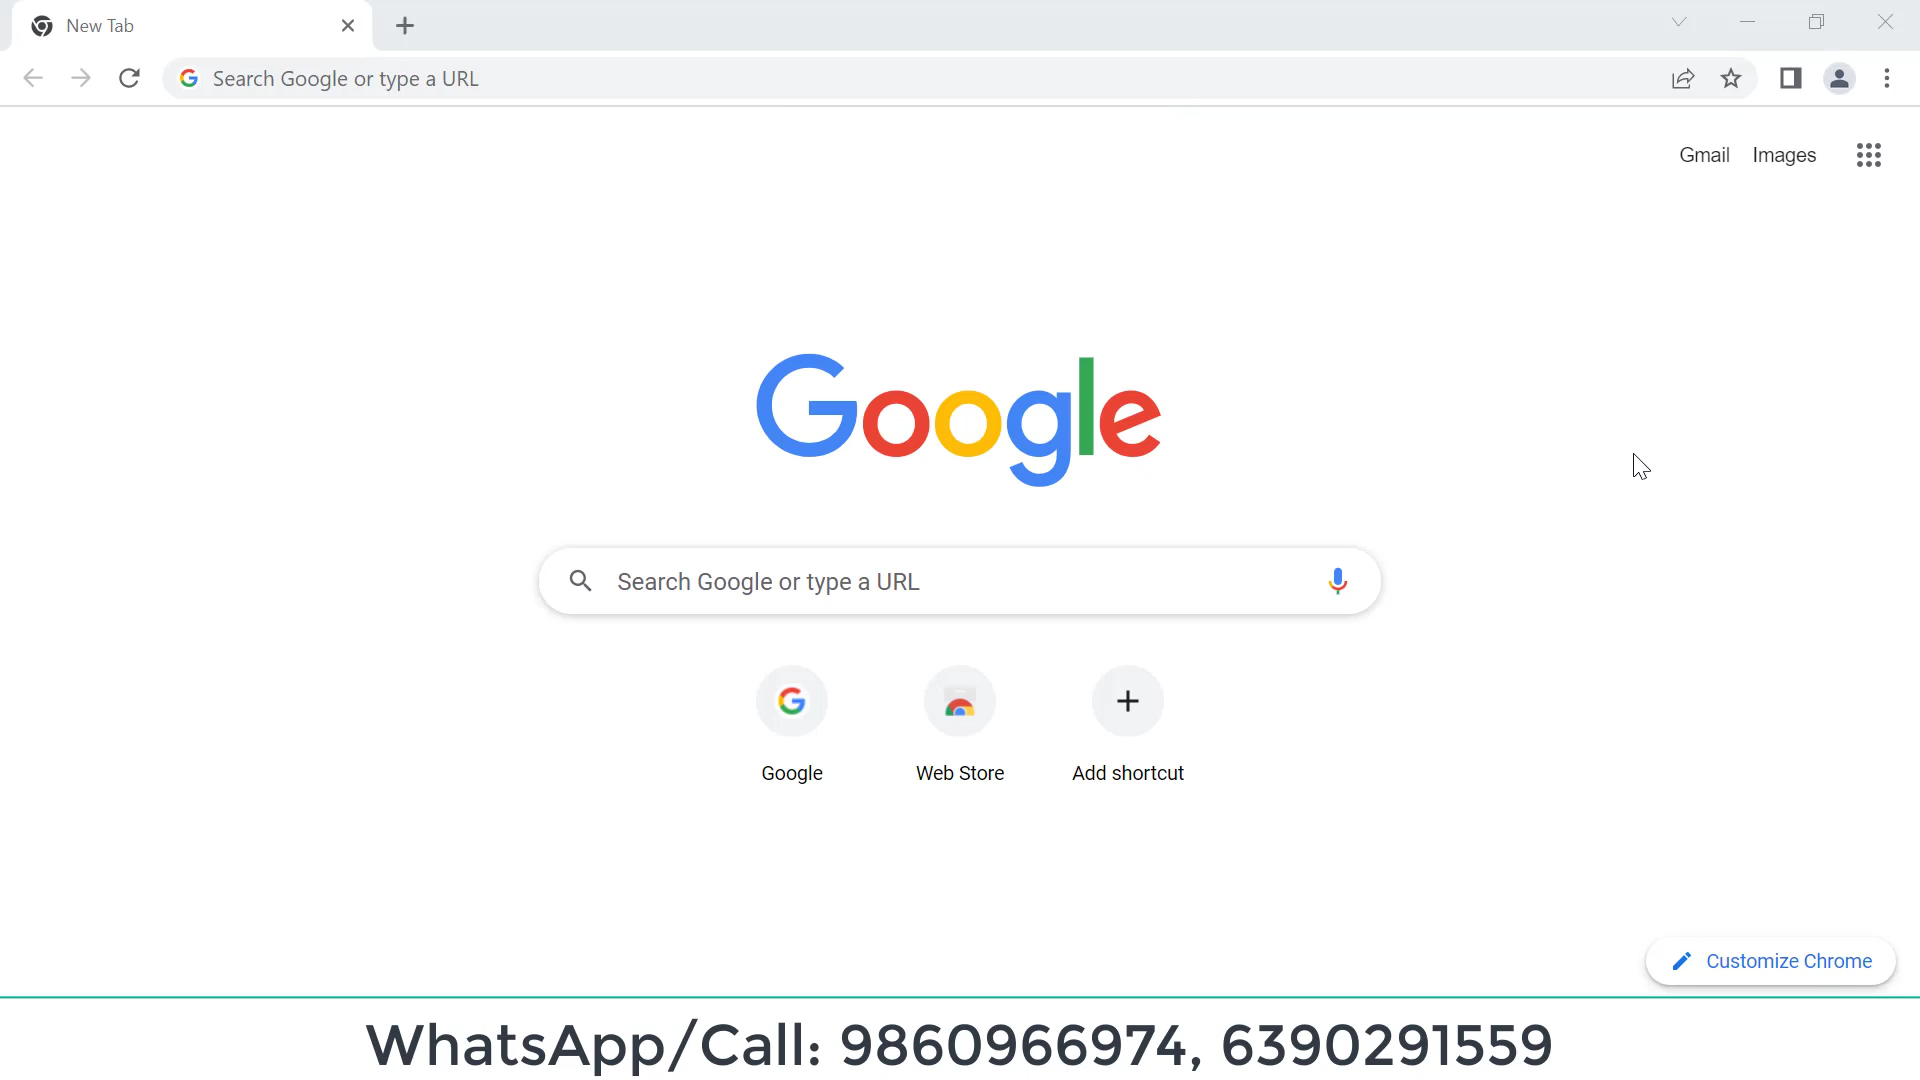 New Tab
Search Google or type a URL
Gmail Images
Google
Search Google or type a URL
Google Web Store Add shortcut
Customize Chrome
WhatsApp/Call: 9860966974, 6390291559